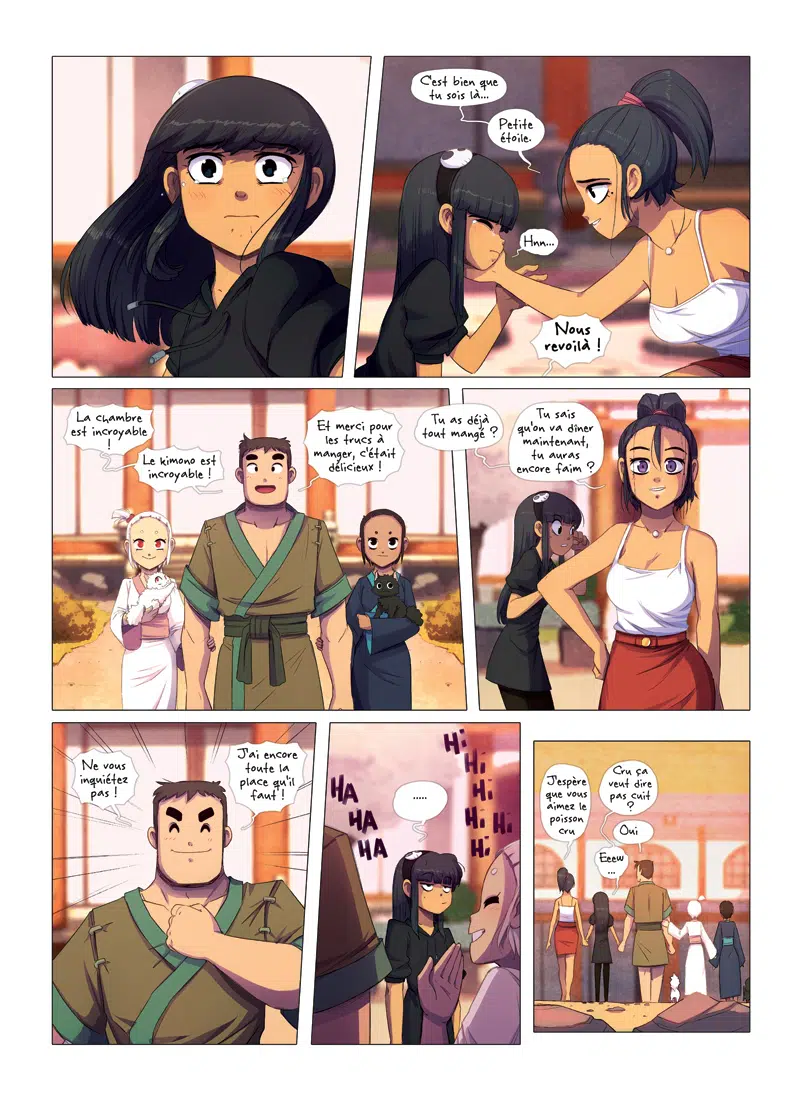 C'est bien que
tu sois là...
Petite
étoile.
Hnn...
Nous
revoilà !
La chambre
est incroyable
!
Le kimono est
incroyable !
Et merci pour
les trucs à
manger, c'était
délicieux !
Tu as déjà
tout mangé ?
Tu sais
qu'on va dîner
maintenant,
tu auras
encore faim ?
Ne vous
inquiétez
pas !
J'ai encore
toute la
place qu'il
faut !
HA
HA
HA
.....
Hi
Hi
Hi
Hi
Hi
J'espère
que vous
aimez le
poisson
cru
Cru ça
veut dire
pas cuit
?
Oui
Eeew
...